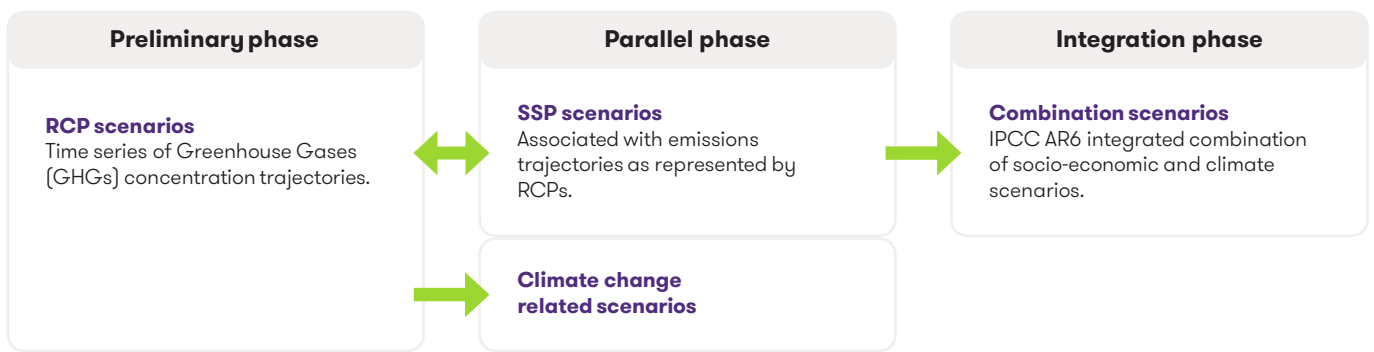 Preliminary phase
RCP scenarios
Time series of Greenhouse Gases
(GHGs) concentration trajectories.
Parallel phase
SSP scenarios
Associated with emissions
trajectories as represented by
RCPs.
Climate change
related scenarios
Integration phase
Combination scenarios
IPCC AR6 integrated combination
of socio-economic and climate
scenarios.